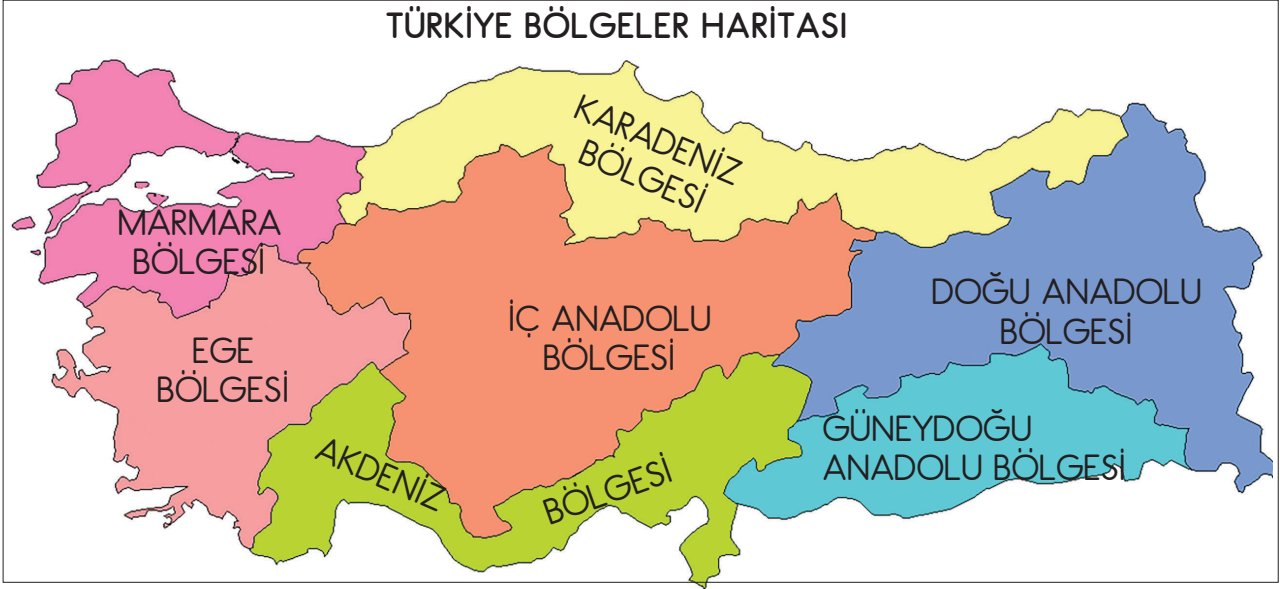 TÜRKİYE BÖLGELER HARİTASI
KARADENİZ
BÖLGESİ
MARMARA
BÖLGESİ
İÇ ANADOLU
BÖLGESİ
DOĞU ANADOLU
BÖLGESİ
EGE
BÖLGESİ
GÜNEYDOĞU
ANADOLU BÖLGESİ
AKDENİZ
BÖLGESİ